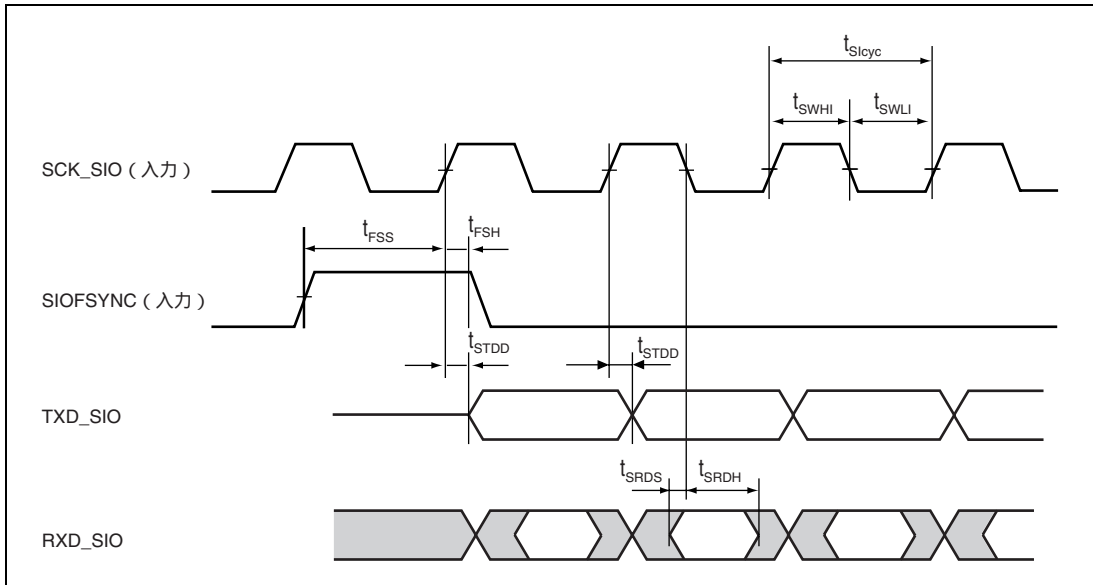 tSIcyc
tSWHI tSWLI
SCK_SIO（入力）
tFSS tFSH
SIOFSYNC（入力）
tSTDD tSTDD
TXD_SIO
tSRDS tSRDH
RXD_SIO